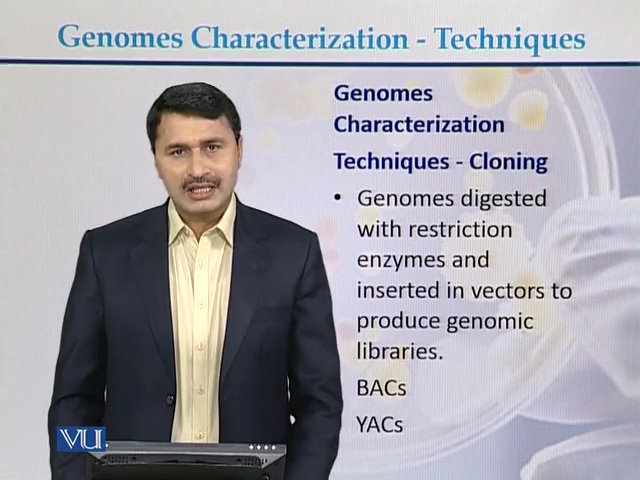 Genomes Characterization - Techniques
Genomes
Characterization
Techniques - Cloning
• Genomes digested
with restriction
enzymes and
inserted in vectors to
produce genomic
libraries.
BACs
YACs
VU.